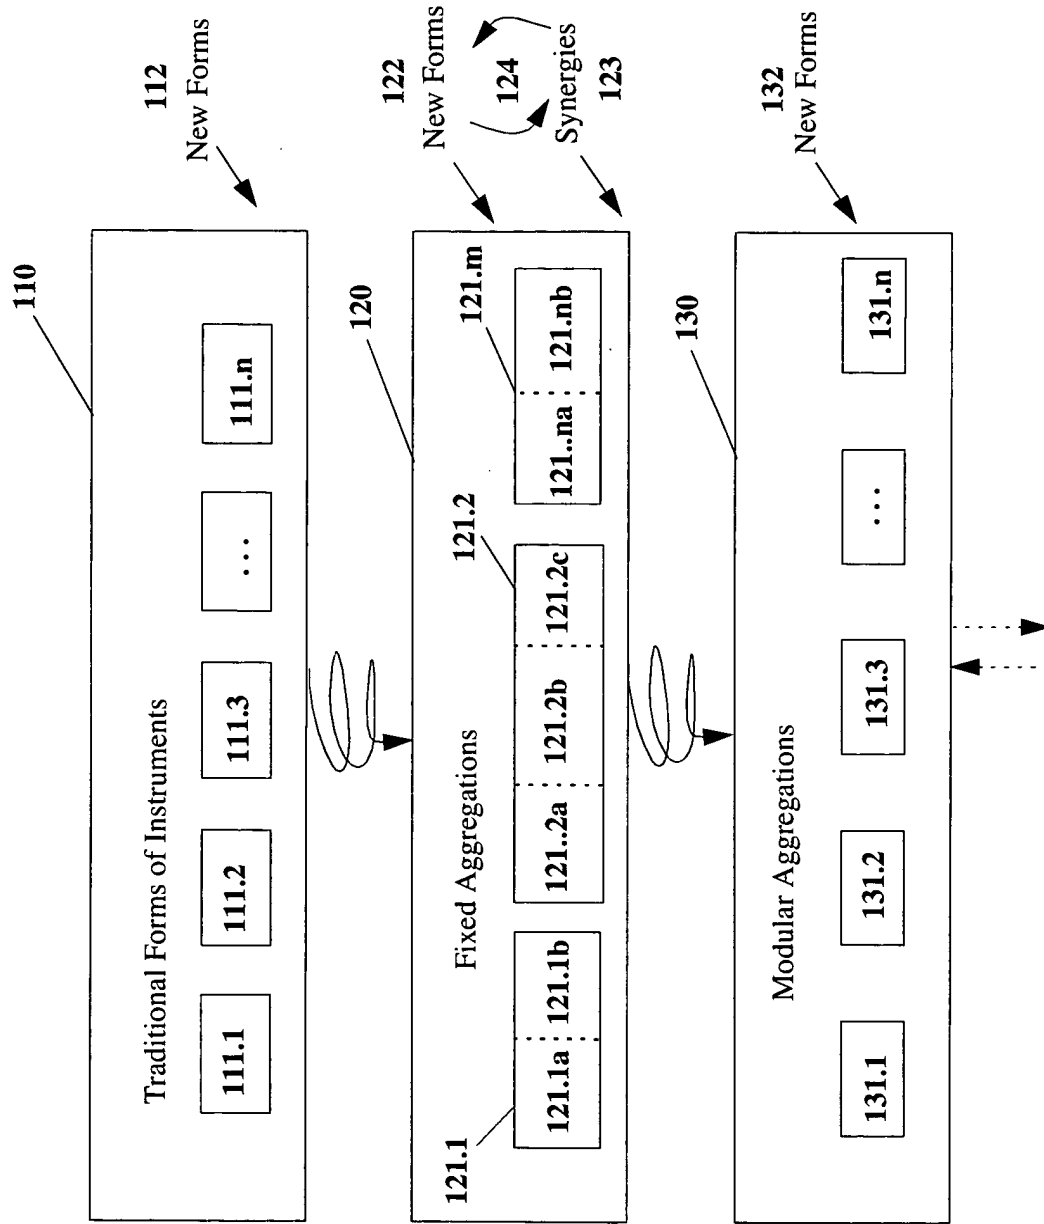 110
Traditional Forms of Instruments
111.1
111.2
111.3
...
111.n
112
New Forms
120
Fixed Aggregations
121.1
121.1a
121.1b
121.2
121..2a
121.2b
121.2c
121.m
121..na
121.nb
122
New Forms
124
Synergies
123
130
Modular Aggregations
131.1
131.2
131.3
...
131.n
132
New Forms